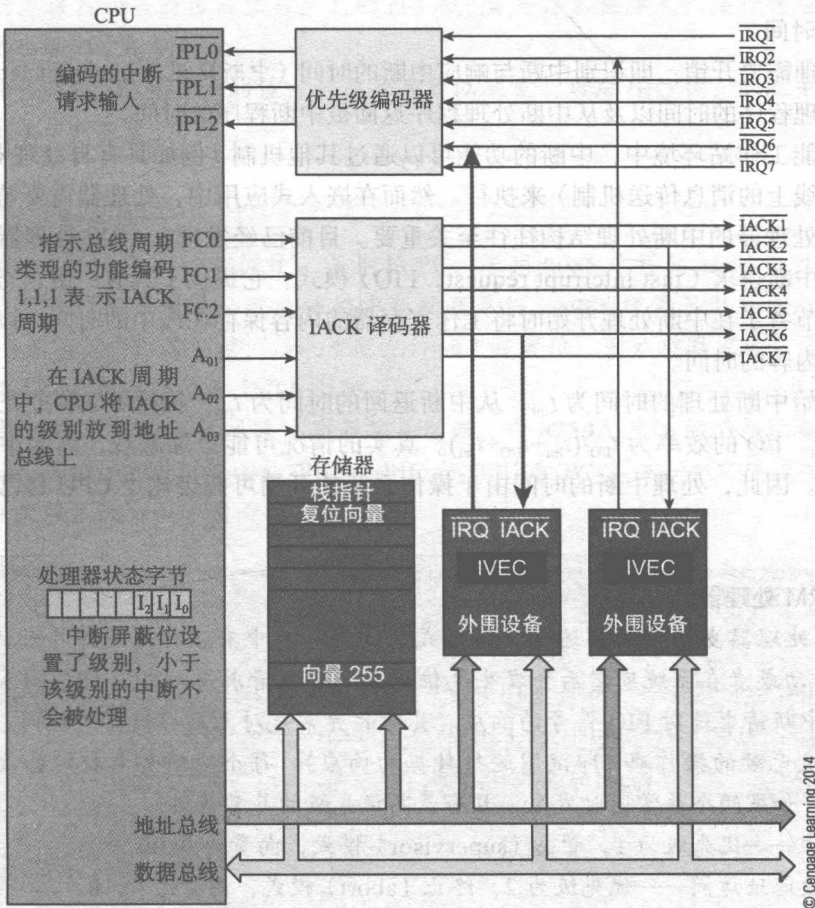 CPU
IPL0
IPL1
IPL2
编码的中断
请求输入
优先级编码器
IRQ1
IRQ2
IRQ3
IRQ4
IRQ5
IRQ6
IRQ7
指示总线周期
类型的功能编码
1,1,1 表 示 IACK
周期
FC0
FC1
FC2
A01
A02
A03
在 IACK 周 期
中，CPU 将 IACK
的级别放到地址
总线上
IACK 译码器
IACK1
IACK2
IACK3
IACK4
IACK5
IACK6
IACK7
存储器
栈指针
复位向量
向量 255
处理器状态字节
I2 I1 I0
中断屏蔽位设
置了级别，小于
该级别的中断不
会被处理
IRQ IACK
IVEC
外围设备
IRQ IACK
IVEC
外围设备
地址总线
数据总线
© Cengage Learning 2014